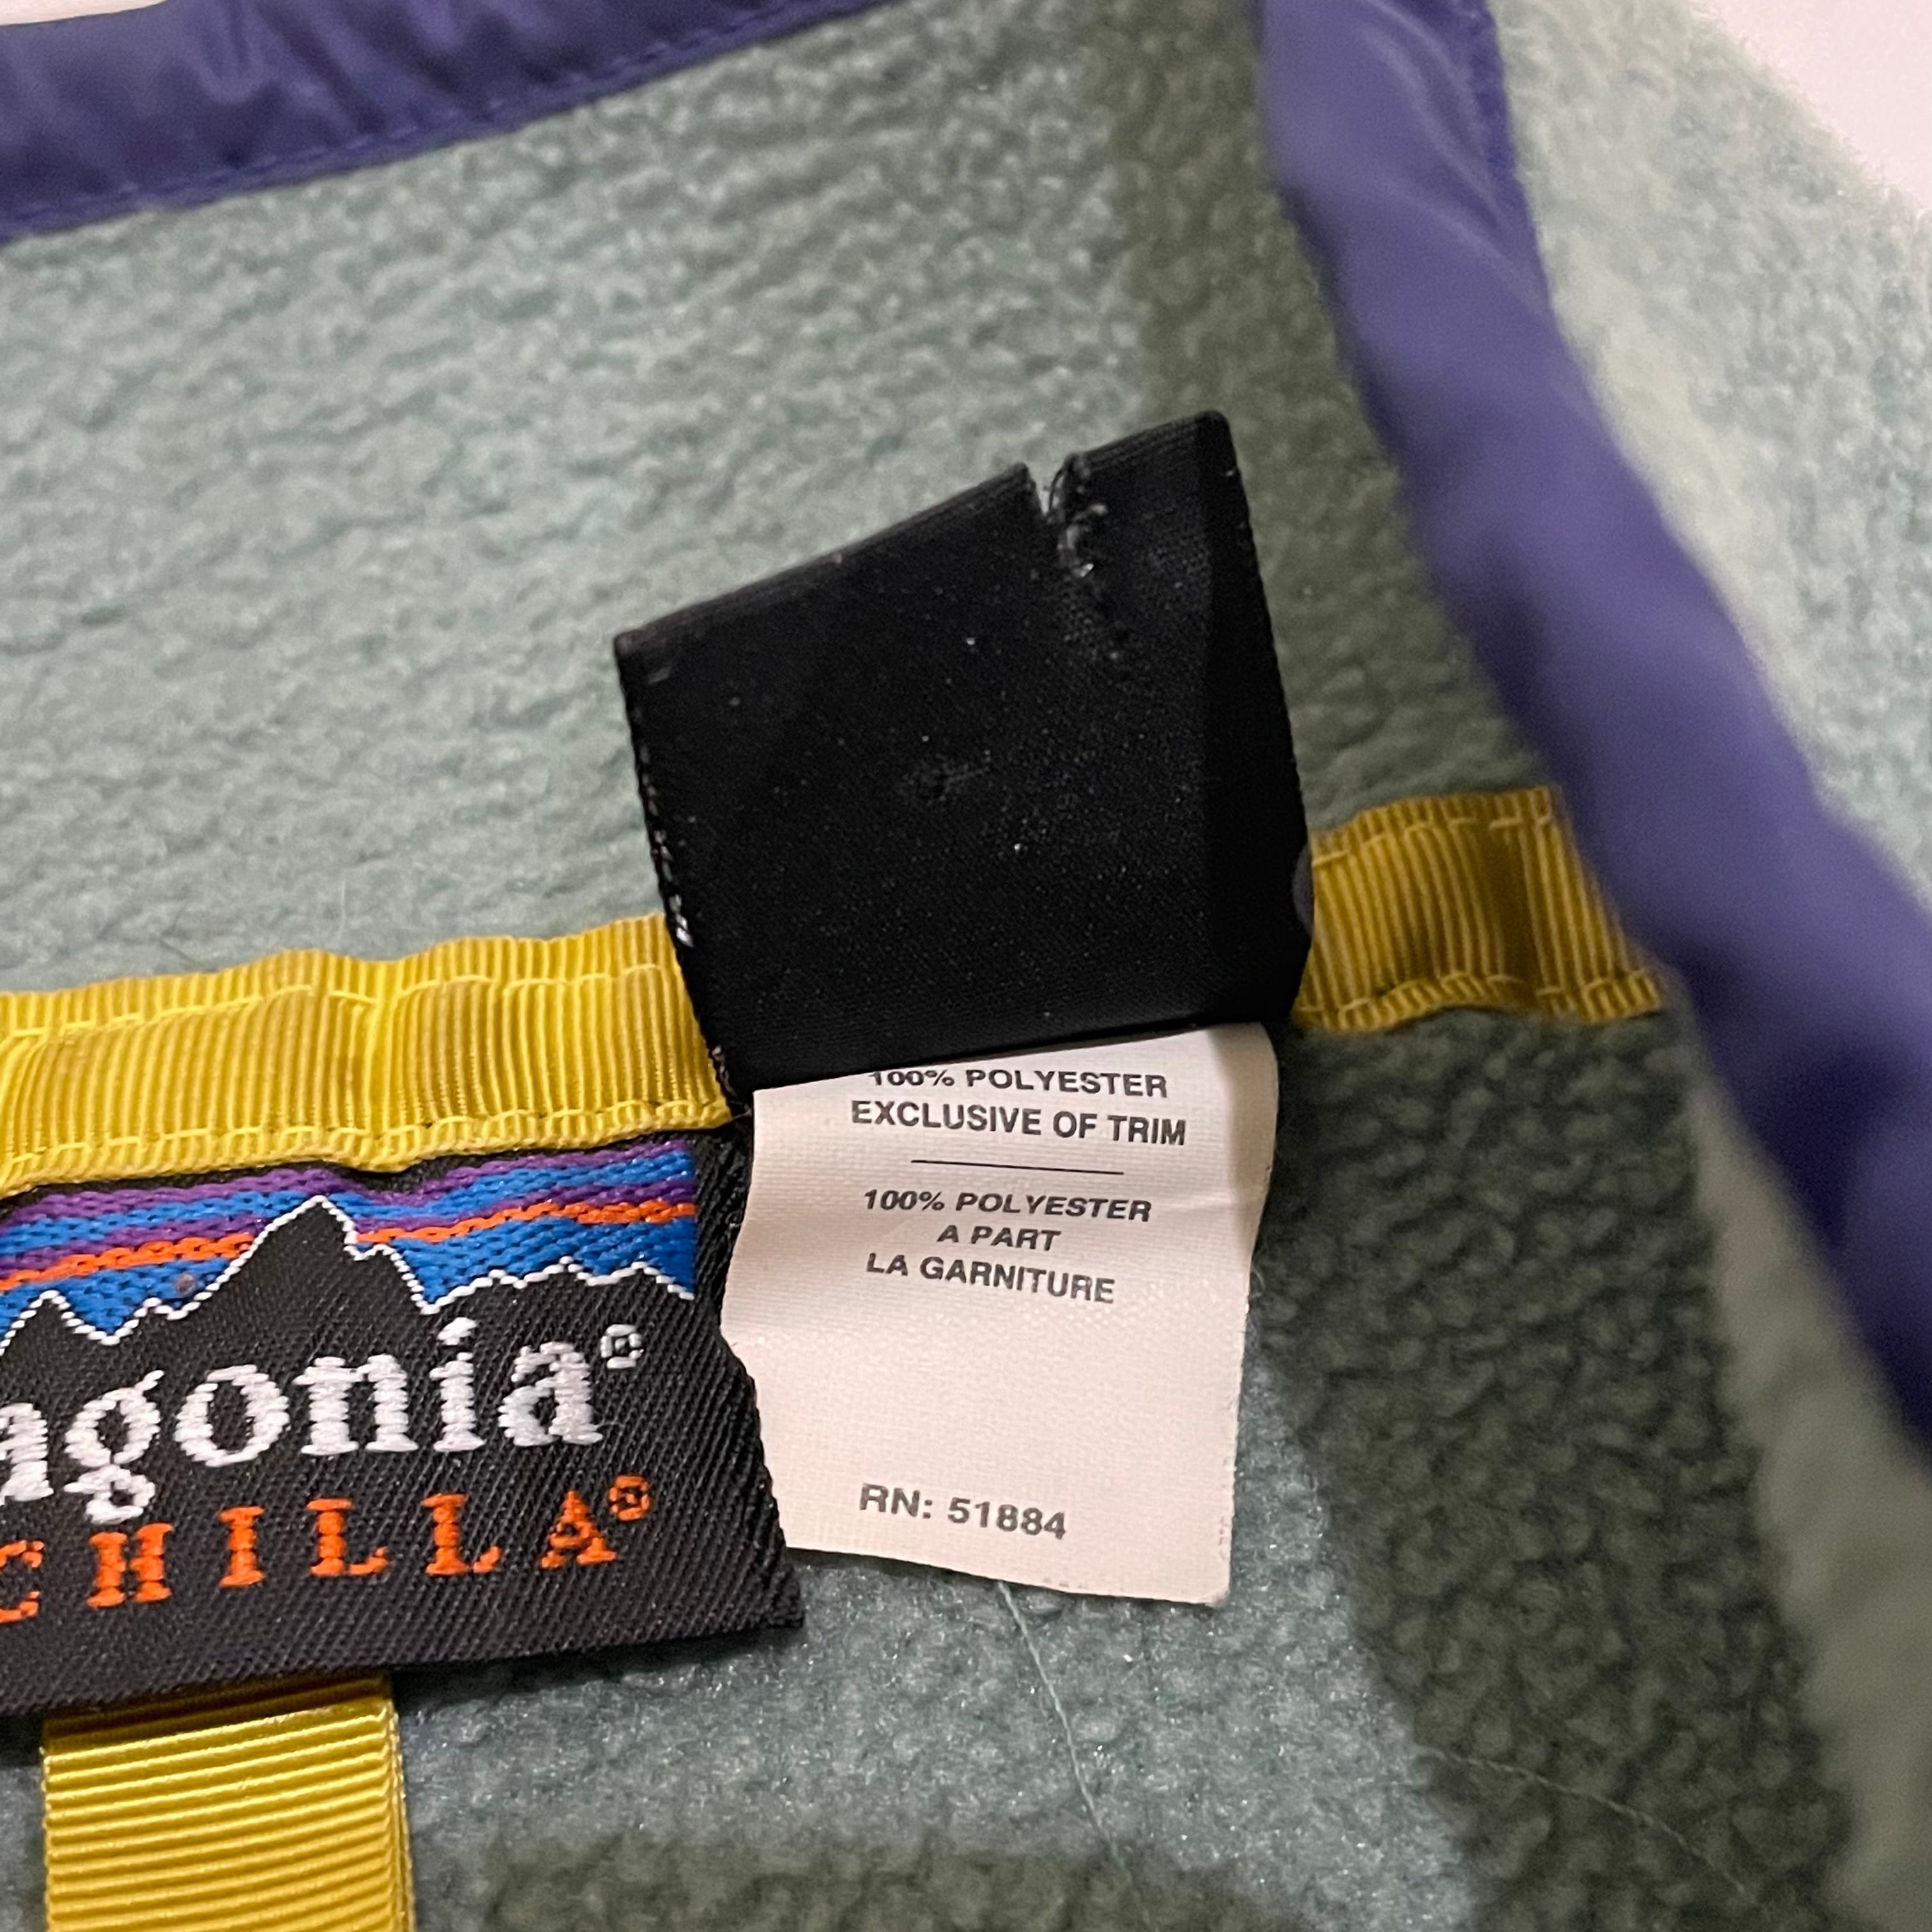 100% POLYESTER
EXCLUSIVE OF TRIM
100% POLYESTER
A PART
LA GARNITURE
RN: 51884
agonia®
CHILLA®